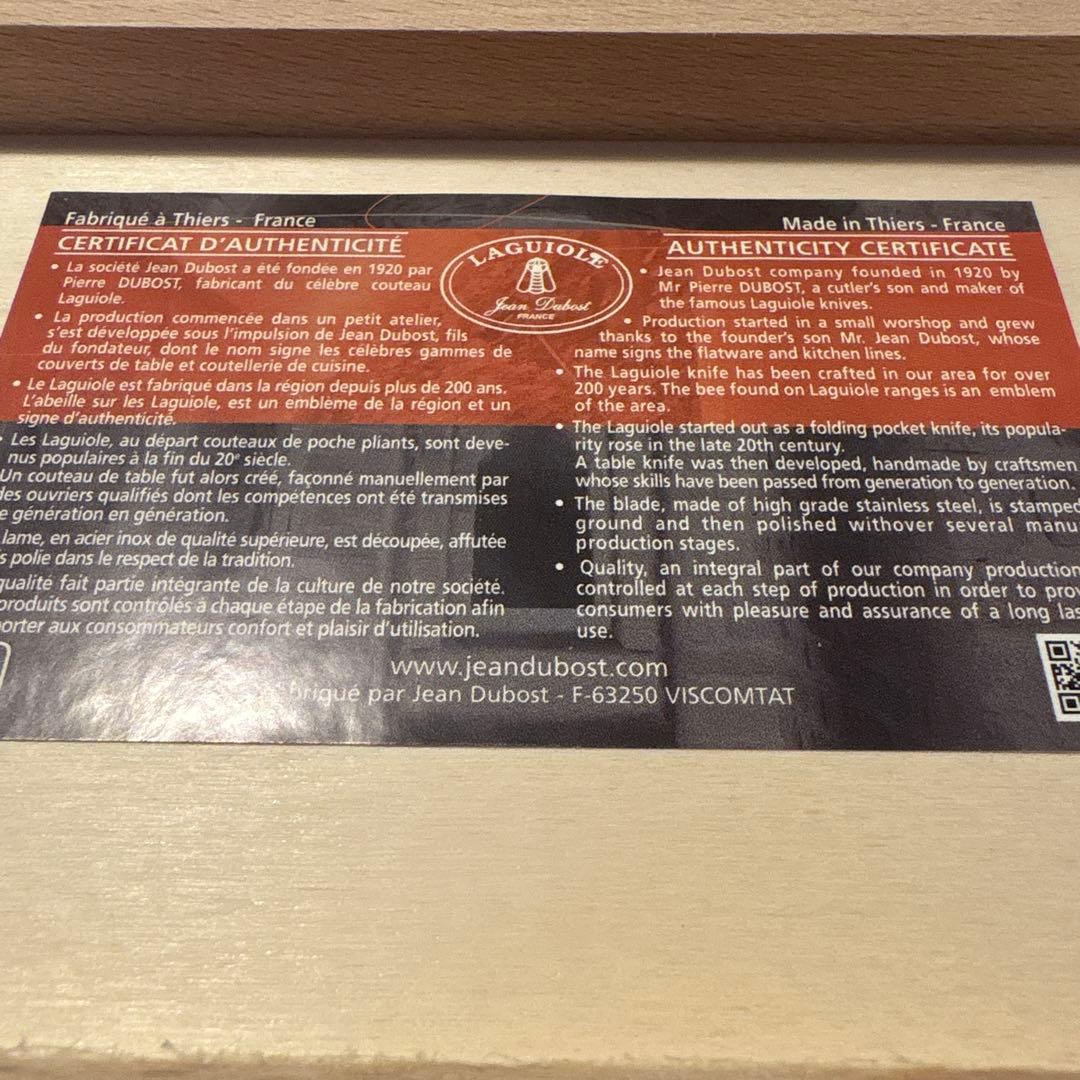 Fabriqué à Thiers - France
CERTIFICAT D'AUTHENTICITÉ
• La société Jean Dubost a été fondée en 1920 par
Pierre DUBOST, fabricant du célèbre couteau
Laguiole.
• La production commencée dans un petit atelier,
s'est développée sous l'impulsion de Jean Dubost, fils
du fondateur, dont le nom signe les célèbres gammes de
couverts de table et coutellerie de cuisine.
• Le Laguiole est fabriqué dans la région depuis plus de 200 ans.
L'abeille sur les Laguiole, est un emblème de la région et un
signe d'authenticité.
• Les Laguiole, au départ couteaux de poche pliants, sont deve-
nus populaires à la fin du 20e siècle.
Un couteau de table fut alors créé, façonné manuellement par
des ouvriers qualifiés dont les compétences ont été transmises
e génération en génération.
lame, en acier inox de qualité supérieure, est découpée, affutée
s polie dans le respect de la tradition.
qualité fait partie intégrante de la culture de notre société.
produits sont contrôlés à chaque étape de la fabrication afin
orter aux consommateurs confort et plaisir d'utilisation.
LAGUIOLE
Jean Dubost
FRANCE
Made in Thiers - France
AUTHENTICITY CERTIFICATE
• Jean Dubost company founded in 1920 by
Mr Pierre DUBOST, a cutler's son and maker of
the famous Laguiole knives.
• Production started in a small worshop and grew
thanks to the founder's son Mr. Jean Dubost, whose
name signs the flatware and kitchen lines.
• The Laguiole knife has been crafted in our area for over
200 years. The bee found on Laguiole ranges is an emblem
of the area.
• The Laguiole started out as a folding pocket knife, its popula-
rity rose in the late 20th century.
A table knife was then developed, handmade by craftsmen
whose skills have been passed from generation to generation.
• The blade, made of high grade stainless steel, is stamped
ground and then polished withover several manu
production stages.
• Quality, an integral part of our company production
controlled at each step of production in order to prov
consumers with pleasure and assurance of a long las
use.
www.jeandubost.com
briqué par Jean Dubost - F-63250 VISCOMTAT